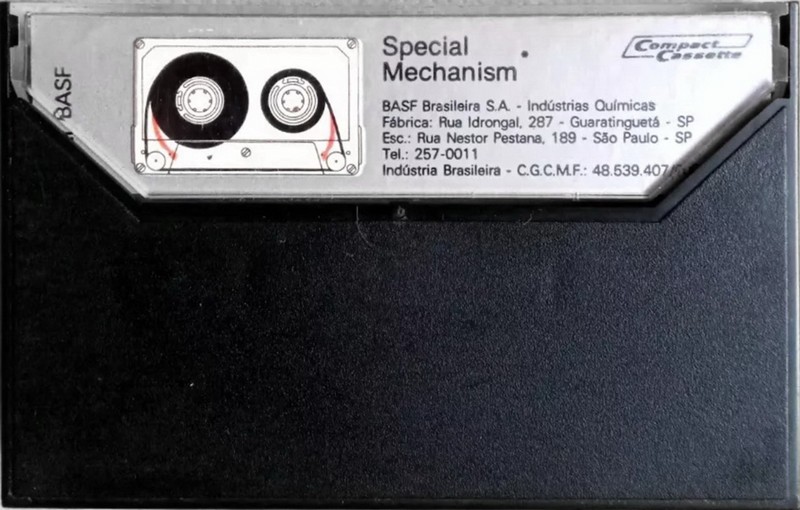 BASF
Special
Mechanism
Compact
Cassette
BASF Brasileira S.A. - Indústrias Químicas
Fábrica: Rua Idrongal, 287 - Guaratinguetá - SP
Esc.: Rua Nestor Pestana, 189 - São Paulo - SP
Tel.: 257-0011
Indústria Brasileira - C.G.C.M.F.: 48.539.407/